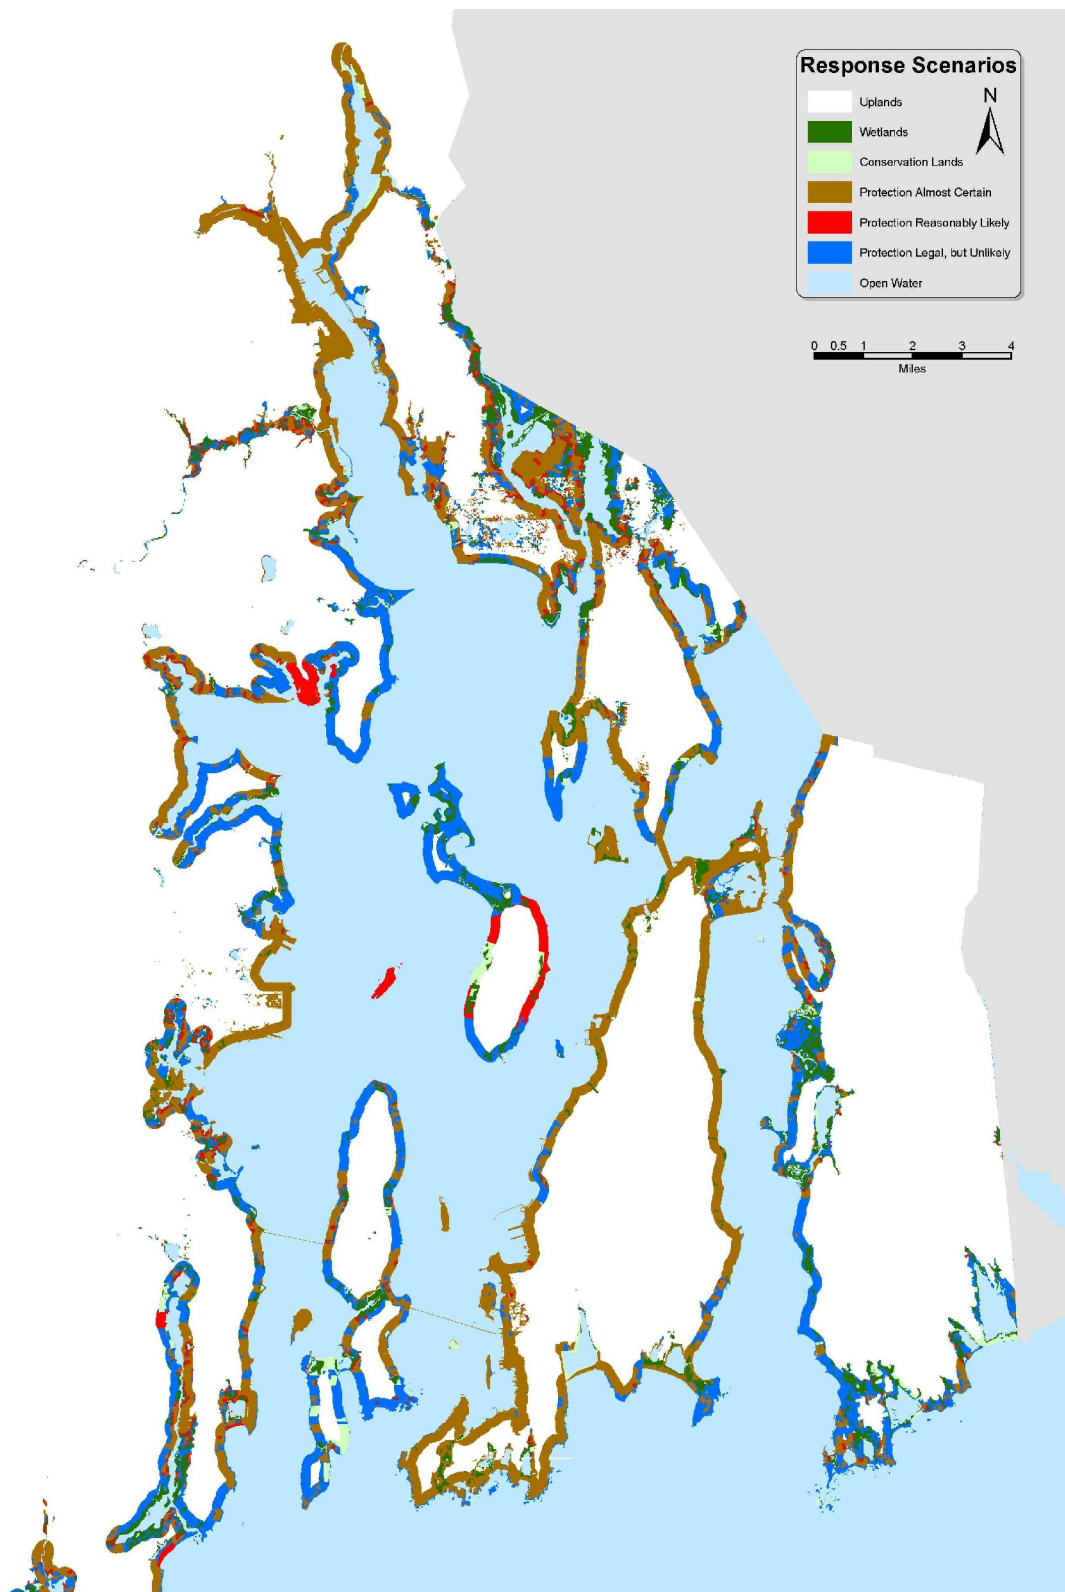 Response Scenarios
N
Uplands
Wetlands
Conservation Lands
Protection Almost Certain
Protection Reasonably Likely
Protection Legal, but Unlikely
Open Water
0 0.5 1 2 3 4
Miles